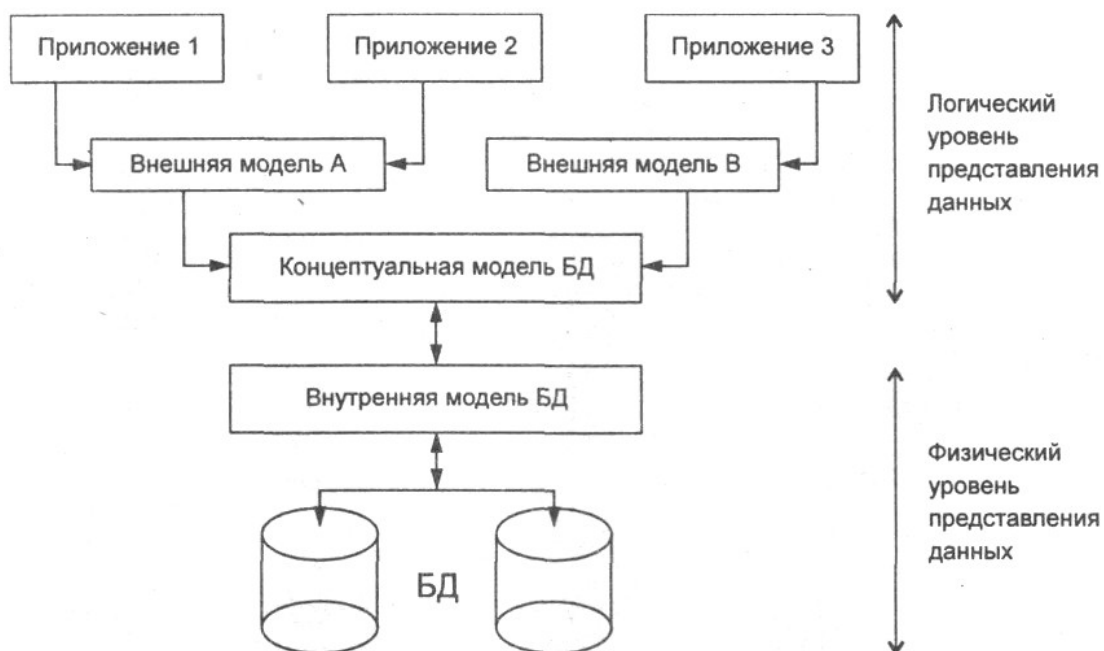 Приложение 1
Приложение 2
Приложение 3
Внешняя модель А
Внешняя модель В
Концептуальная модель БД
Внутренняя модель БД
БД
Логический
уровень
представления
данных
Физический
уровень
представления
данных